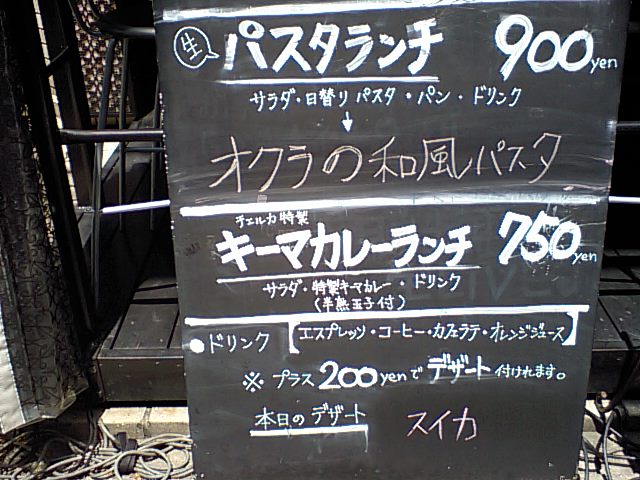 生 パスタランチ 900yen
サラダ・日替り パスタ・パン・ドリンク
↓
オクラの和風パスタ
チェルカ特製
キーマカレーランチ 750yen
サラダ・特製キーマカレー・ドリンク
(半熟玉子付)
●ドリンク [エスプレッソ・コーヒー・カフェラテ・オレンジジュース]
※ プラス200yenでデザート付けれます。
本日のデザート スイカ